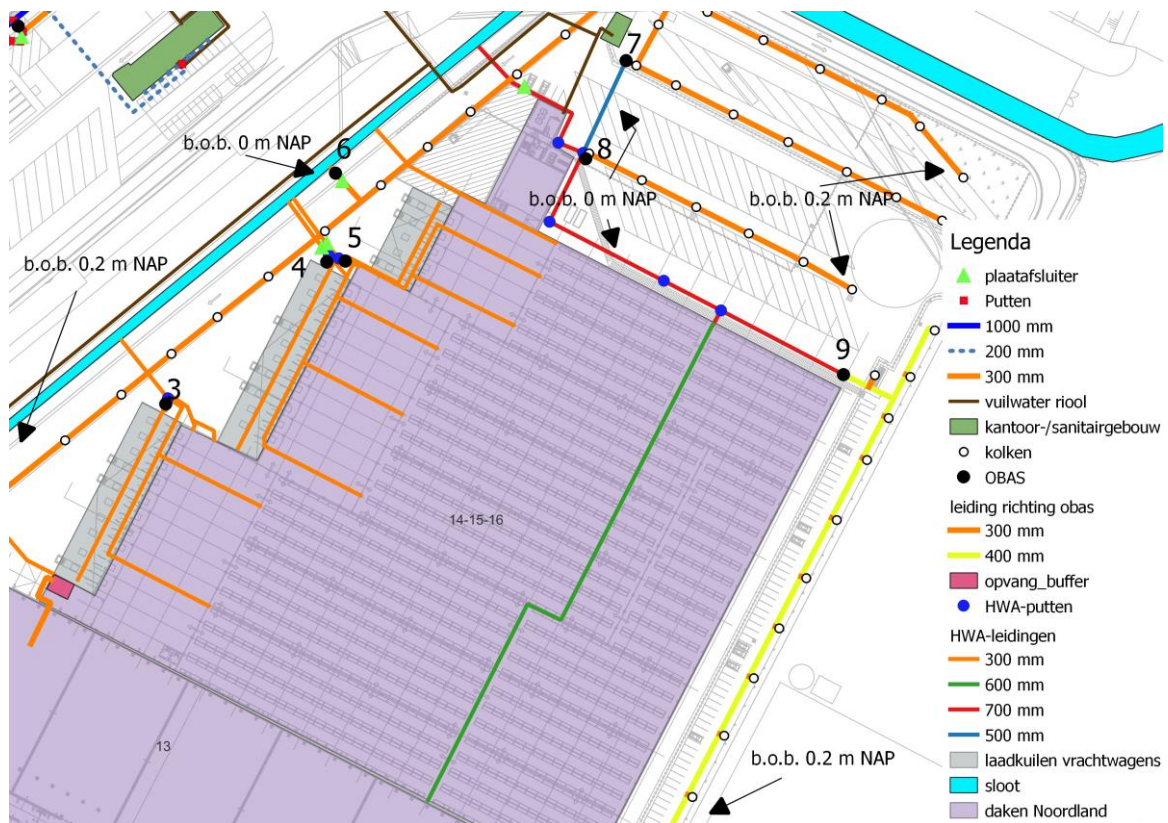 7
b.o.b. 0 m NAP
6
8
b.o.b. 0 m NAP
b.o.b. 0.2 m NAP
b.o.b. 0.2 m NAP
4
5
3
9
14-15-16
13
b.o.b. 0.2 m NAP
Legenda
plaatafsluiter
Putten
1000 mm
200 mm
300 mm
vuilwater riool
kantoor-/sanitairgebouw
kolken
OBAS
leiding richting obas
300 mm
400 mm
opvang_buffer
HWA-putten
HWA-leidingen
300 mm
600 mm
700 mm
500 mm
laadkuilen vrachtwagens
sloot
daken Noordland